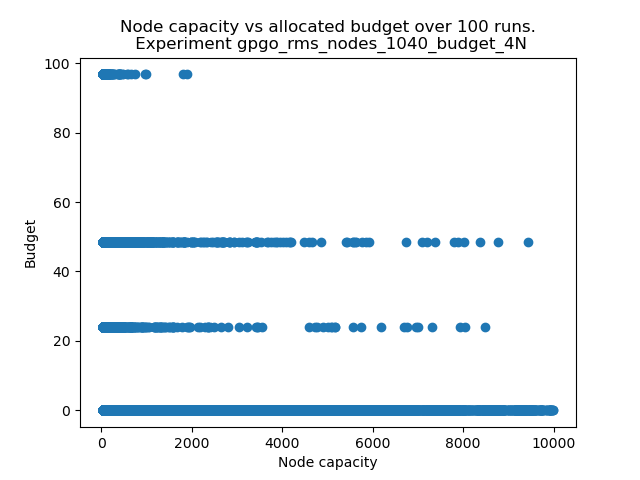 Node capacity vs allocated budget over 100 runs.
Experiment gpgo_rms_nodes_1040_budget_4N
100
80
60
40
20
0
Budget
0 2000 4000 6000 8000 10000
Node capacity